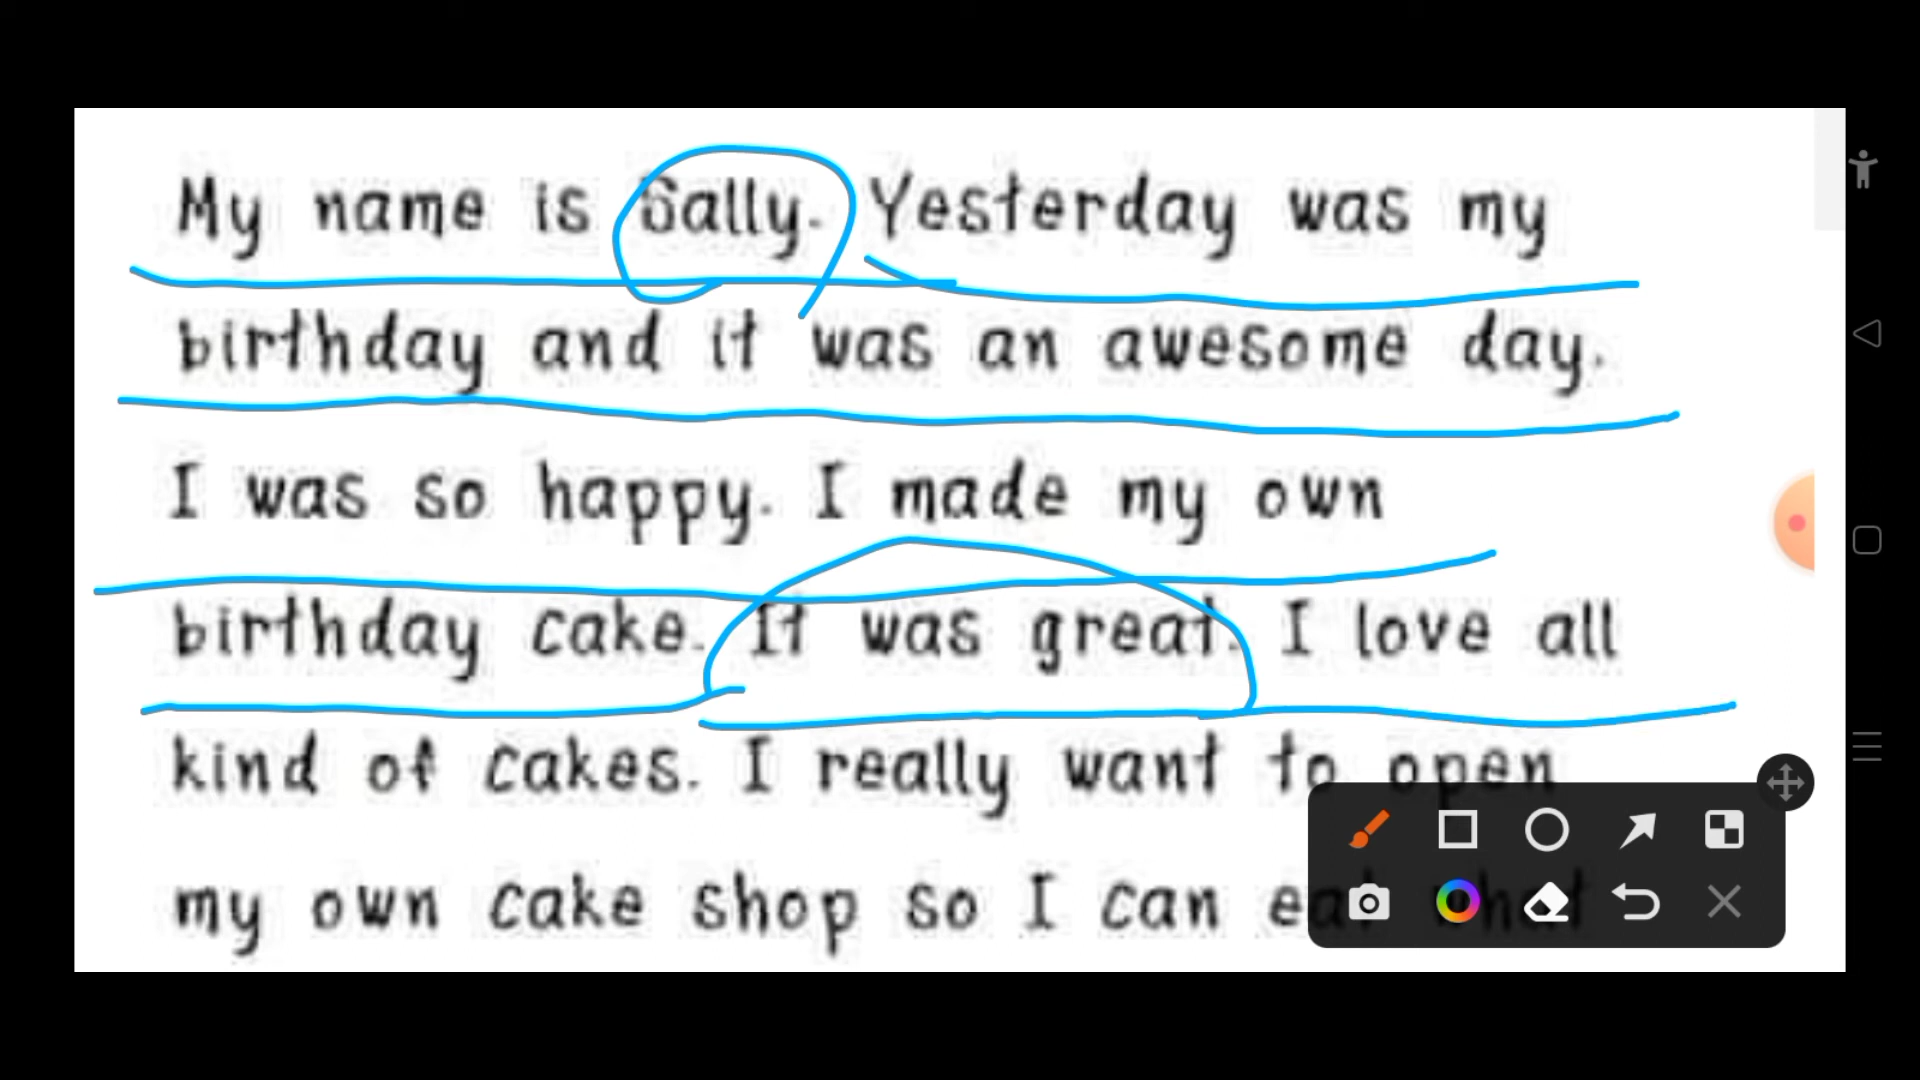 My name is Sally. Yesterday was my
birthday and it was an awesome day.
I was so happy. I made my own
birthday cake. It was great. I love all
kind of cakes. I really want to open
my own cake shop so I can eat what